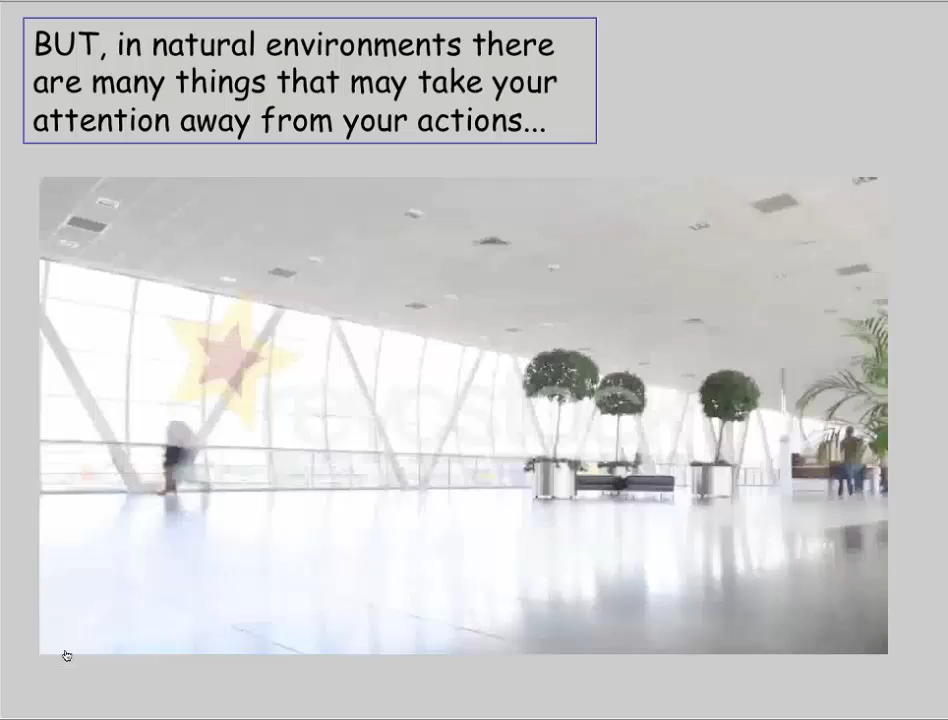 BUT, in natural environments there
are many things that may take your
attention away from your actions...